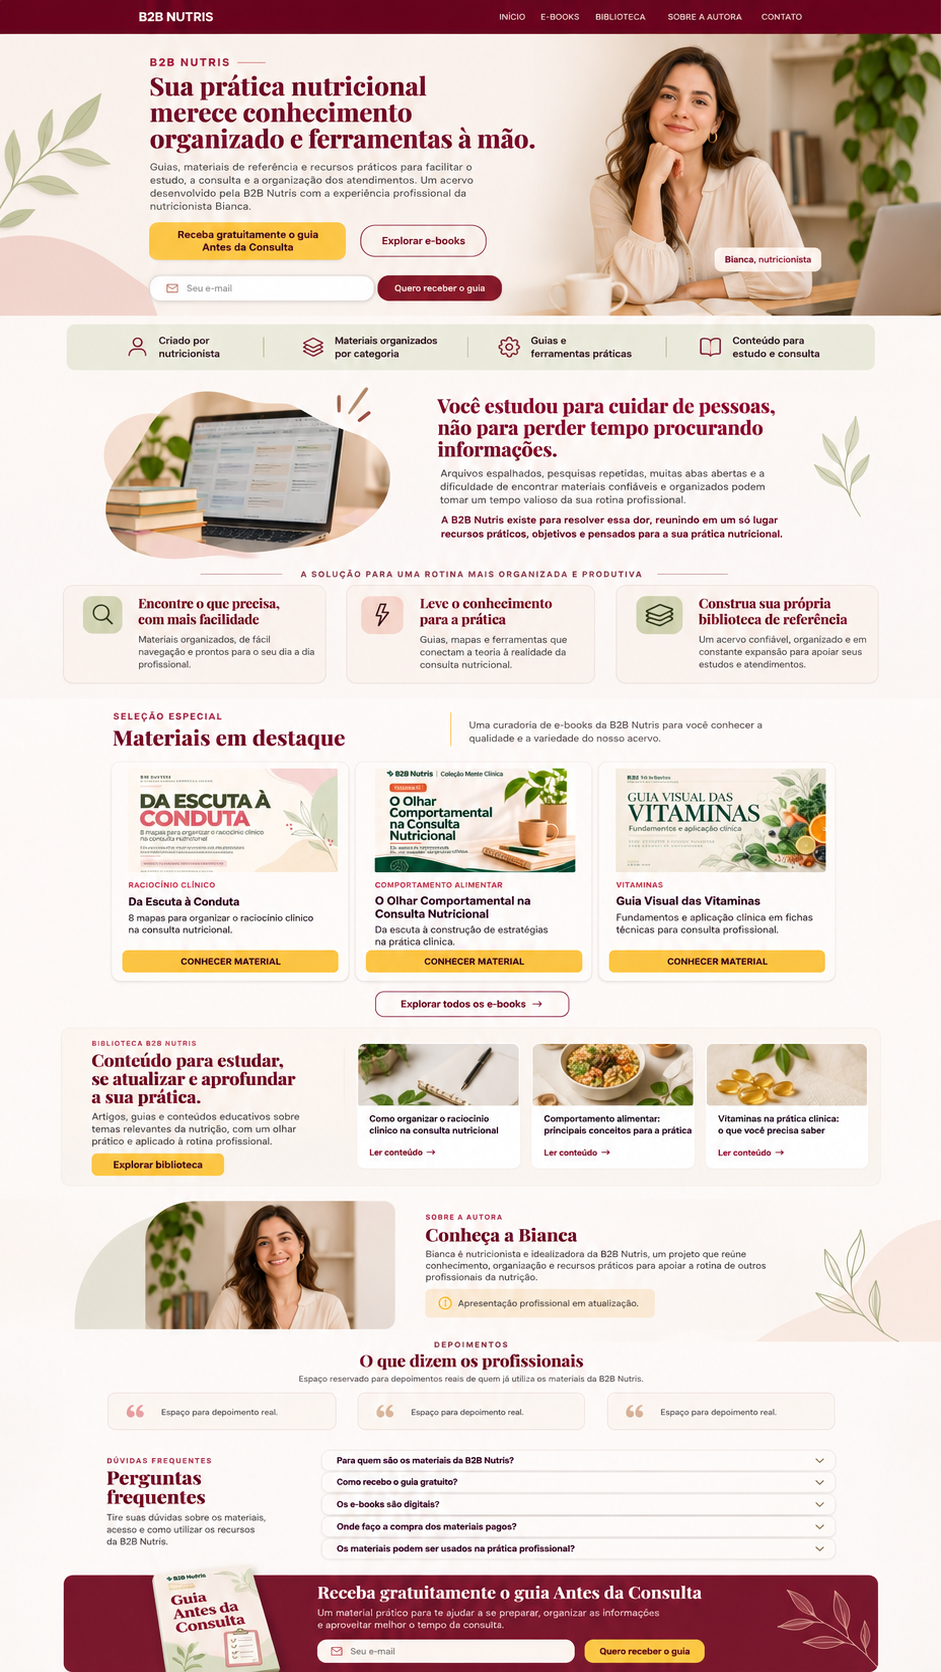 B2B NUTRIS
INÍCIO
E-BOOKS
BIBLIOTECA
SOBRE A AUTORA
CONTATO
B2B NUTRIS
Sua prática nutricional
merece conhecimento
organizado e ferramentas à mão.
Guias, materiais de referência e recursos práticos para facilitar o
estudo, a consulta e a organização dos atendimentos. Um acervo
desenvolvido pela B2B Nutris com a experiência profissional da
nutricionista Bianca.
Receba gratuitamente o guia
Antes da Consulta
Explorar e-books
Seu e-mail
Quero receber o guia
Bianca, nutricionista
Criado por
nutricionista
Materiais organizados
por categoria
Guias e
ferramentas práticas
Conteúdo para
estudo e consulta
Você estudou para cuidar de pessoas,
não para perder tempo procurando
informações.
Arquivos espalhados, pesquisas repetidas, muitas abas abertas e a
dificuldade de encontrar materiais confiáveis e organizados podem
tomar um tempo valioso da sua rotina profissional.
A B2B Nutris existe para resolver essa dor, reunindo em um só lugar
recursos práticos, objetivos e pensados para a sua prática nutricional.
A SOLUÇÃO PARA UMA ROTINA MAIS ORGANIZADA E PRODUTIVA
Encontre o que precisa,
com mais facilidade
Materiais organizados, de fácil
navegação e prontos para o seu dia a dia
profissional.
Leve o conhecimento
para a prática
Guias, mapas e ferramentas que
conectam a teoria à realidade da
consulta nutricional.
Construa sua própria
biblioteca de referência
Um acervo confiável, organizado e em
constante expansão para apoiar seus
estudos e atendimentos.
SELEÇÃO ESPECIAL
Materiais em destaque
Uma curadoria de e-books da B2B Nutris para você conhecer a
qualidade e a variedade do nosso acervo.
DA ESCUTA À
CONDUTA
8 mapas para organizar o raciocínio clínico
na consulta nutricional
RACIOCÍNIO CLÍNICO
Da Escuta à Conduta
8 mapas para organizar o raciocínio clínico
na consulta nutricional.
CONHECER MATERIAL
B2B Nutris | Coleção Mente Clínica
O Olhar
Comportamental
na Consulta
Nutricional
COMPORTAMENTO ALIMENTAR
O Olhar Comportamental na
Consulta Nutricional
Da escuta à construção de estratégias
na prática clínica.
CONHECER MATERIAL
GUIA VISUAL DAS
VITAMINAS
Fundamentos e aplicação clínica
VITAMINAS
Guia Visual das Vitaminas
Fundamentos e aplicação clínica em fichas
técnicas para consulta profissional.
CONHECER MATERIAL
Explorar todos os e-books →
BIBLIOTECA B2B NUTRIS
Conteúdo para estudar,
se atualizar e aprofundar
a sua prática.
Artigos, guias e conteúdos educativos sobre
temas relevantes da nutrição, com um olhar
prático e aplicado à rotina profissional.
Explorar biblioteca
Como organizar o raciocínio
clínico na consulta nutricional
Ler conteúdo →
Comportamento alimentar:
principais conceitos para a prática
Ler conteúdo →
Vitaminas na prática clínica:
o que você precisa saber
Ler conteúdo →
SOBRE A AUTORA
Conheça a Bianca
Bianca é nutricionista e idealizadora da B2B Nutris, um projeto que reúne
conhecimento, organização e recursos práticos para apoiar a rotina de outros
profissionais da nutrição.
Apresentação profissional em atualização.
DEPOIMENTOS
O que dizem os profissionais
Espaço reservado para depoimentos reais de quem já utiliza os materiais da B2B Nutris.
Espaço para depoimento real.
Espaço para depoimento real.
Espaço para depoimento real.
DÚVIDAS FREQUENTES
Perguntas
frequentes
Tire suas dúvidas sobre os materiais,
acesso e como utilizar os recursos
da B2B Nutris.
Para quem são os materiais da B2B Nutris?
Como recebo o guia gratuito?
Os e-books são digitais?
Onde faço a compra dos materiais pagos?
Os materiais podem ser usados na prática profissional?
B2B Nutris
Guia
Antes da
Consulta
Receba gratuitamente o guia Antes da Consulta
Um material prático para te ajudar a se preparar, organizar as informações
e aproveitar melhor o tempo da consulta.
Seu e-mail
Quero receber o guia